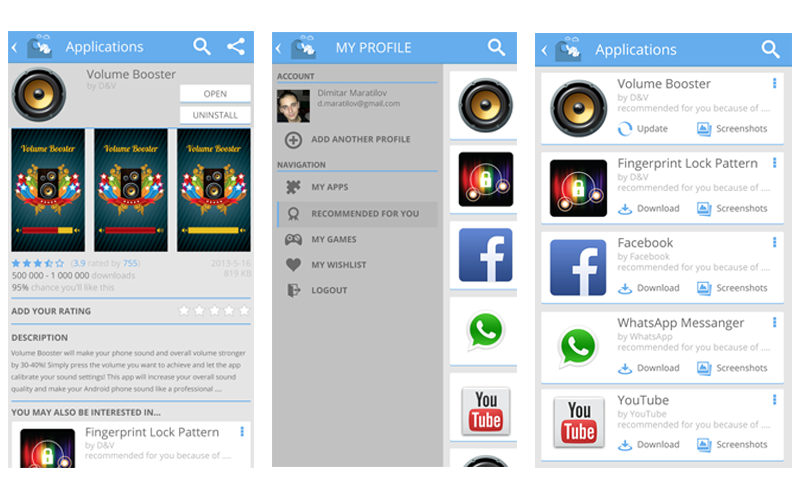 Applications
Volume Booster
by D&V
OPEN
UNINSTALL
Volume Booster
Volume Booster
Volume Booster
(3.9 rated by 755)
2013-5-16
500 000 - 1 000 000 downloads
819 KB
95% chance you'll like this
ADD YOUR RATING
DESCRIPTION
Volume Booster will make your phone sound and overall volume stronger
by 30-40%! Simply press the volume you want to achieve and let the app
calibrate your sound settings! This app will increase your overall sound
quality and make your Android phone sound like a professional ....
YOU MAY ALSO BE INTERESTED IN...
Fingerprint Lock Pattern
by D&V
recommended for you because of ....
MY PROFILE
ACCOUNT
Dimitar Maratilov
d.maratilov@gmail.com
ADD ANOTHER PROFILE
NAVIGATION
MY APPS
RECOMMENDED FOR YOU
MY GAMES
MY WISHLIST
LOGOUT
You
Tube
Applications
Volume Booster
by D&V
recommended for you because of ....
Update
Screenshots
Fingerprint Lock Pattern
by D&V
recommended for you because of ....
Download
Screenshots
Facebook
by Facebook
recommended for you because of ....
Download
Screenshots
WhatsApp Messanger
by WhatsApp
recommended for you because of ....
Download
Screenshots
You
Tube
YouTube
by YouTube
recommended for you because of ....
Download
Screenshots